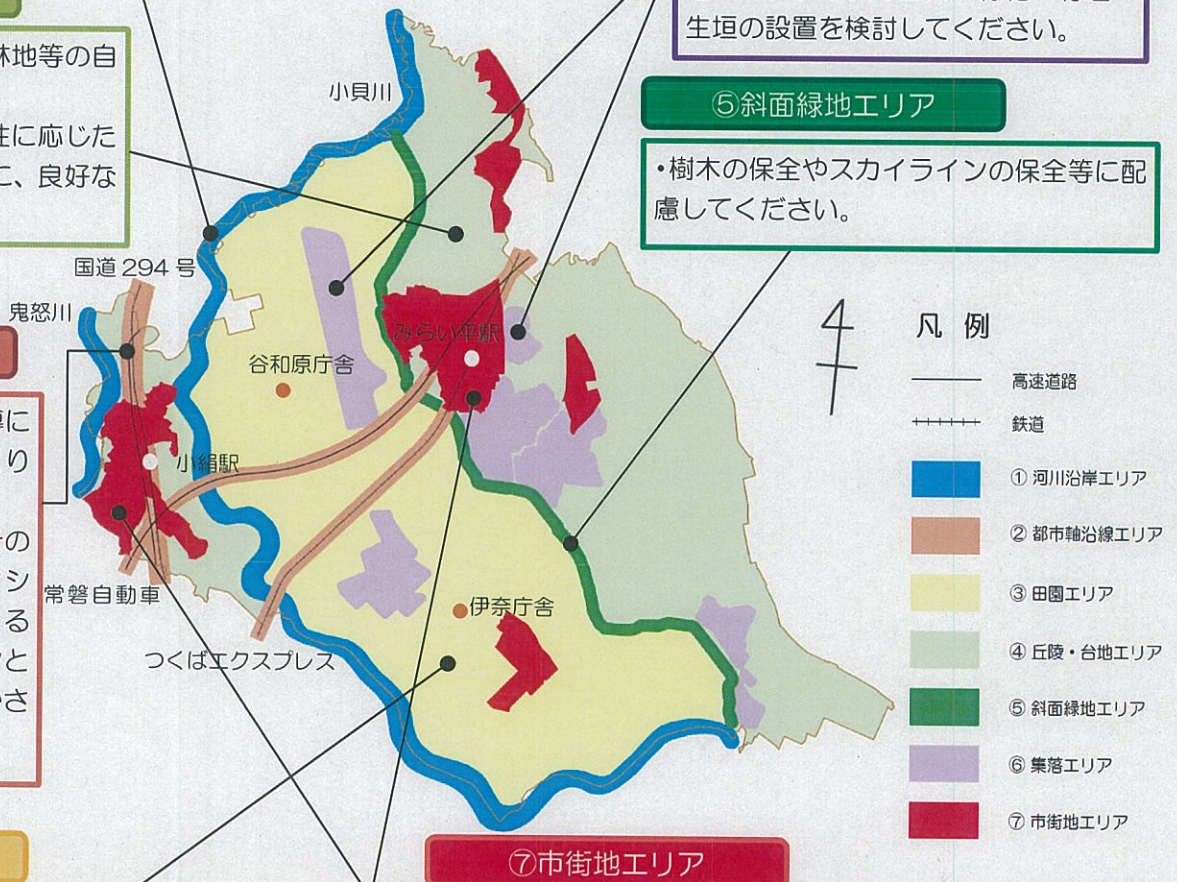 生垣の設置を検討してください。
⑤斜面緑地エリア
・樹木の保全やスカイラインの保全等に配
慮してください。
林地等の自
性に応じた
に、良好な
小貝川
国道294号
鬼怒川
みらい平駅
谷和原庁舎
小絹駅
り
の
シ
る
と
さ
常磐自動車
つくばエクスプレス
伊奈庁舎
凡 例
高速道路
鉄道
① 河川沿岸エリア
② 都市軸沿線エリア
③ 田園エリア
④ 丘陵・台地エリア
⑤ 斜面緑地エリア
⑥ 集落エリア
⑦ 市街地エリア
⑦市街地エリア